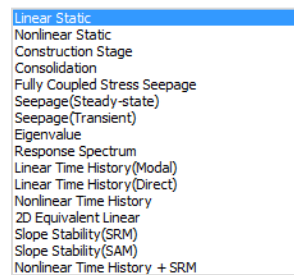 Linear Static
Nonlinear Static
Construction Stage
Consolidation
Fully Coupled Stress Seepage
Seepage(Steady-state)
Seepage(Transient)
Eigenvalue
Response Spectrum
Linear Time History(Modal)
Linear Time History(Direct)
Nonlinear Time History
2D Equivalent Linear
Slope Stability(SRM)
Slope Stability(SAM)
Nonlinear Time History + SRM